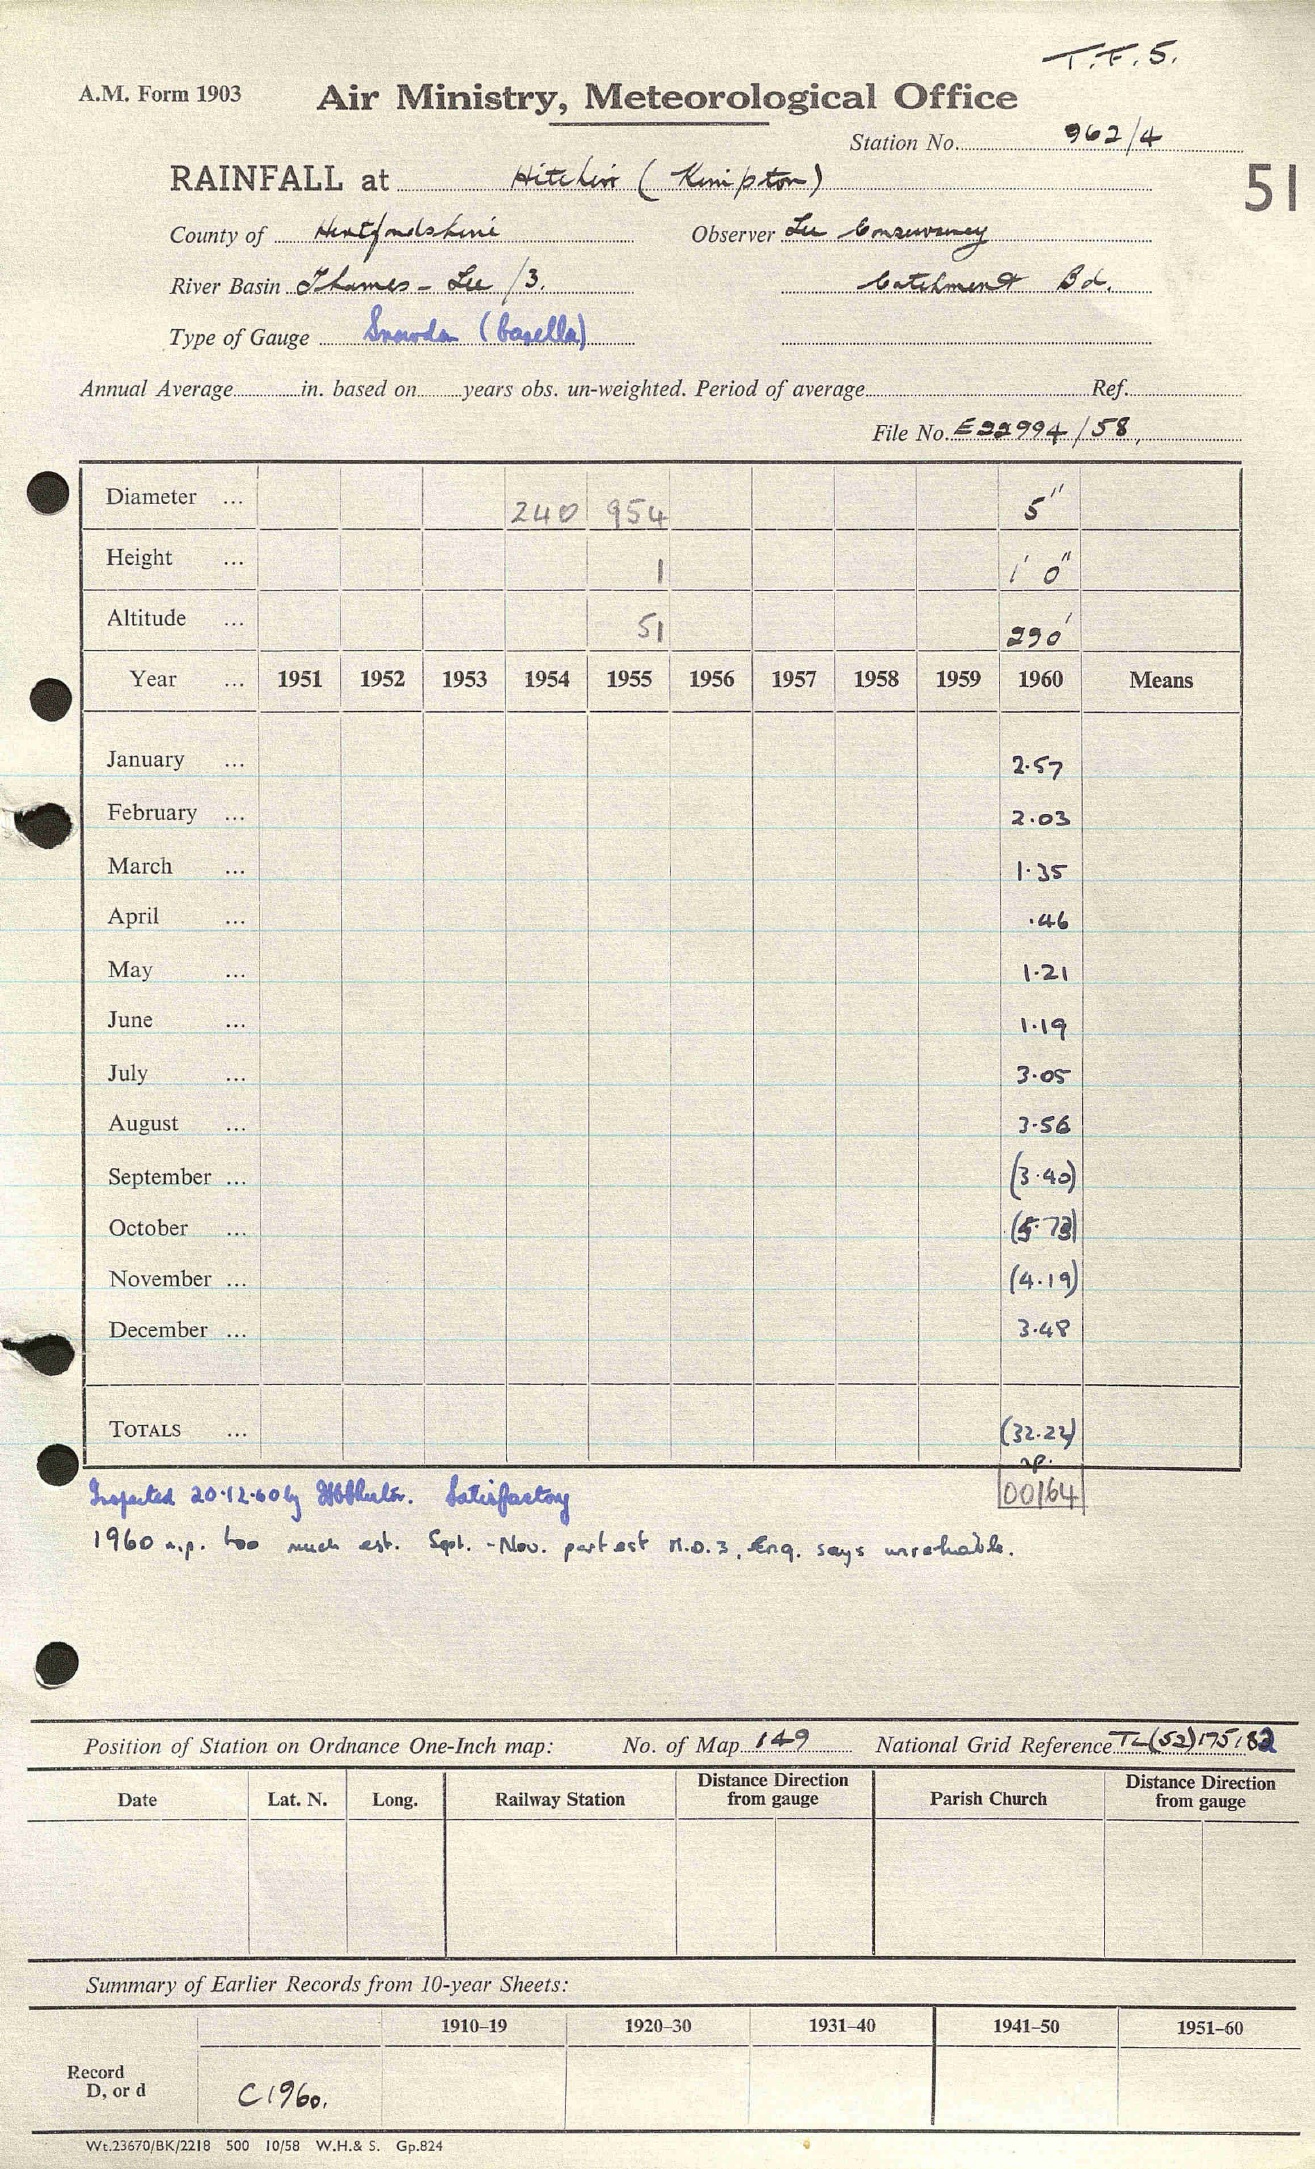 T.F.S.
A.M. Form 1903 Air Ministry, Meteorological Office
Station No. 962/4
RAINFALL at Hitchin (Kimpton) 51
County of Hertfordshire Observer Lee Conservancy
River Basin Thames - Lee /3. Catchment Bd.
Type of Gauge Snowdon (Casella)
Annual Average in. based on years obs. un-weighted. Period of average Ref.
File No. E22994/58,
Diameter ... 240 954 5"
Height ... 1 1' 0"
Altitude ... 51 290'
Year ... 1951 1952 1953 1954 1955 1956 1957 1958 1959 1960 Means
January ... 2.57
February ... 2.03
March ... 1.35
April ... .46
May ... 1.21
June ... 1.19
July ... 3.05
August ... 3.56
September ... (3.40)
October ... (5.73)
November ... (4.19)
December ... 3.48
TOTALS ... (32.22)
n.p.
00164
Inspected 20.12.60 by Satisfactory
1960 n.p. too much est. Sept. - Nov. part est M.O.3, Eng. says unreliable.
Position of Station on Ordnance One-Inch map: No. of Map 149 National Grid Reference TL(52)175182
Date Lat. N. Long. Railway Station Distance Direction from gauge Parish Church Distance Direction from gauge
Summary of Earlier Records from 10-year Sheets:
1910–19 1920–30 1931–40 1941–50 1951–60
Record
D, or d C1960.
Wt.23670/BK/2218 500 10/58 W.H.& S. Gp.824